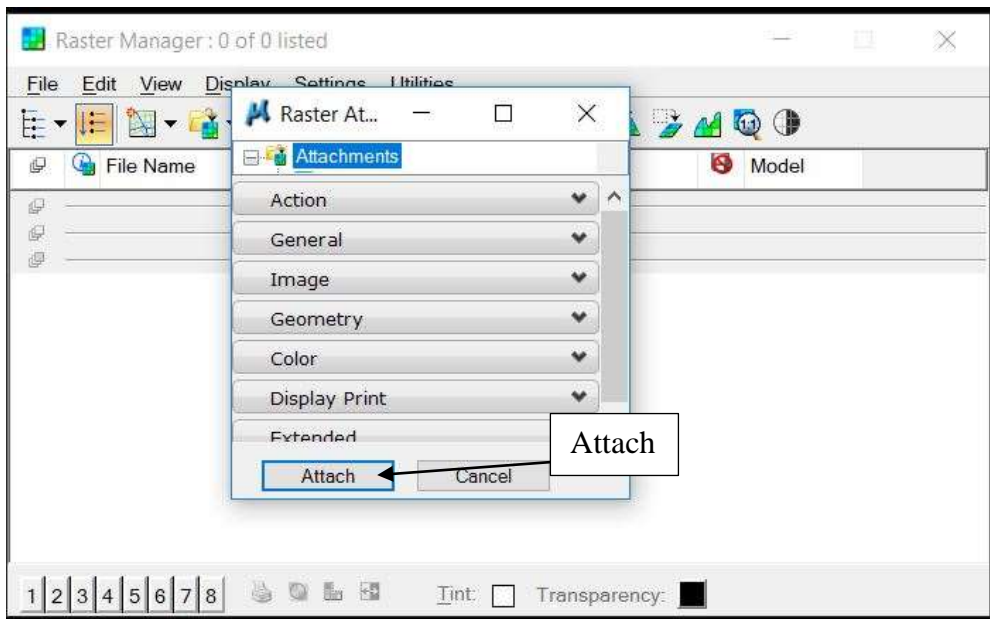 Raster Manager : 0 of 0 listed
File Edit View Display Settings Utilities
Raster At...
1:1
Attachments
File Name
Model
Action
General
Image
Geometry
Color
Display Print
Extended
Attach
Attach
Cancel
1 2 3 4 5 6 7 8
Tint:
Transparency: